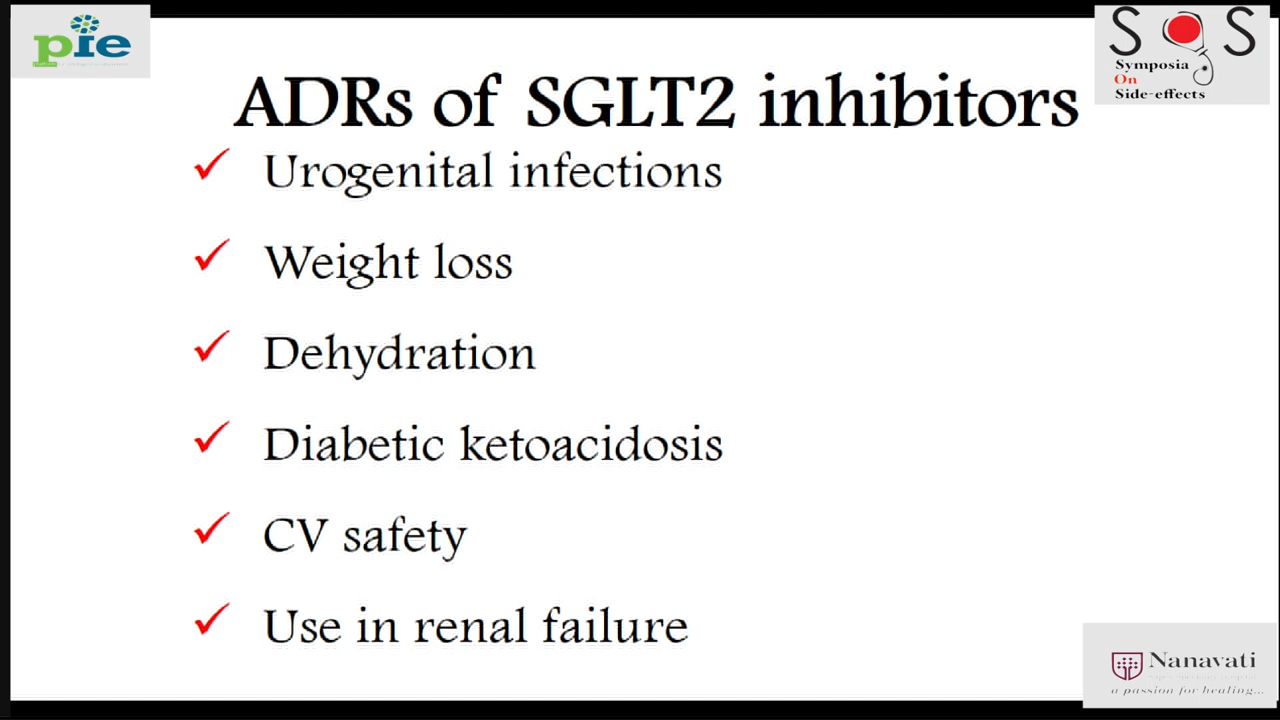 pie
S S
Symposia
On
Side-effects
ADRs of SGLT2 inhibitors
Urogenital infections
Weight loss
Dehydration
Diabetic ketoacidosis
CV safety
Use in renal failure
Nanavati
a passion for healing...